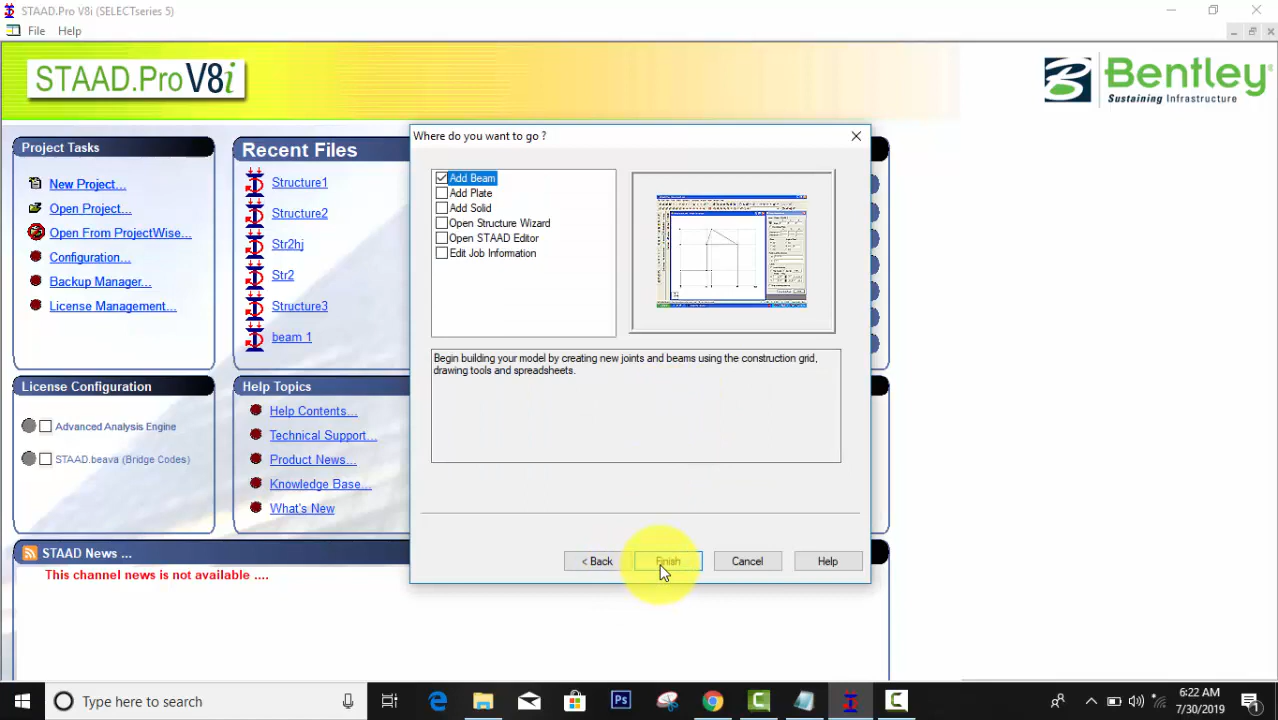 STAAD.Pro V8i (SELECTseries 5)
File Help
STAAD.Pro V8i
Bentley®
Sustaining Infrastructure
Project Tasks
New Project...
Open Project...
Open From ProjectWise...
Configuration...
Backup Manager...
License Management...
Recent Files
Structure1
Structure2
Str2hj
Str2
Structure3
beam 1
Where do you want to go ?
Add Beam
Add Plate
Add Solid
Open Structure Wizard
Open STAAD Editor
Edit Job Information
Begin building your model by creating new joints and beams using the construction grid,
drawing tools and spreadsheets.
< Back Finish Cancel Help
License Configuration
Advanced Analysis Engine
STAAD.beava (Bridge Codes)
Help Topics
Help Contents...
Technical Support...
Product News...
Knowledge Base...
What's New
STAAD News ...
This channel news is not available ....
Type here to search
Ps
6:22 AM
7/30/2019
1